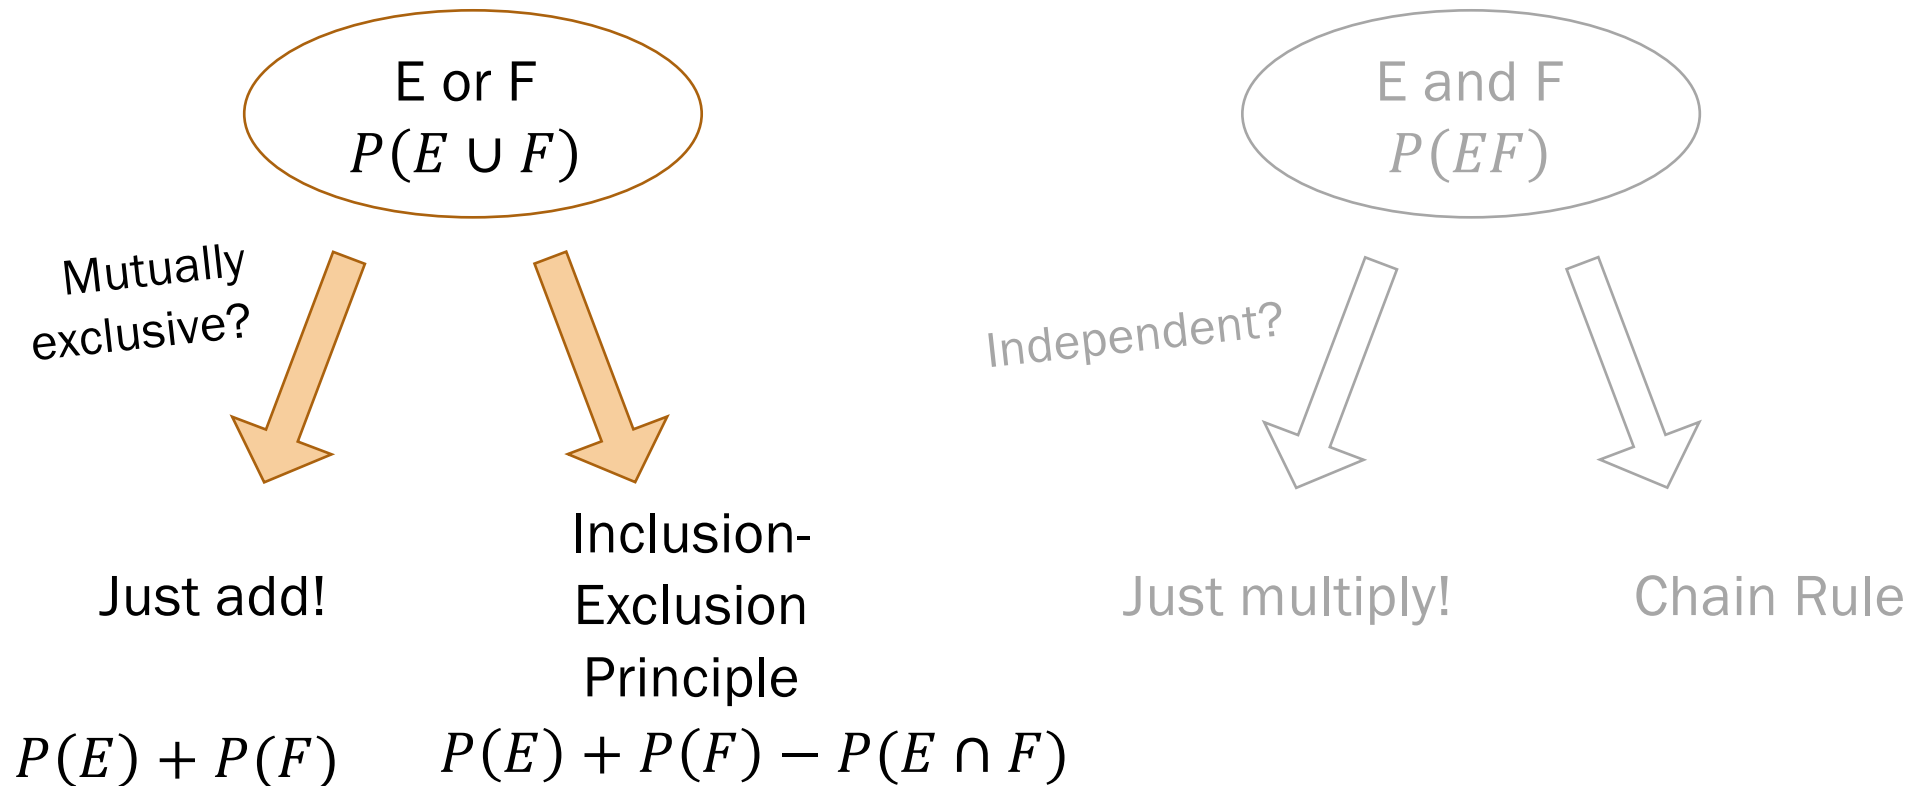 E or F
P(E ∪ F)
Mutually
exclusive?
Just add!
P(E) + P(F)
Inclusion-
Exclusion
Principle
P(E) + P(F) − P(E ∩ F)
E and F
P(EF)
Independent?
Just multiply!
Chain Rule